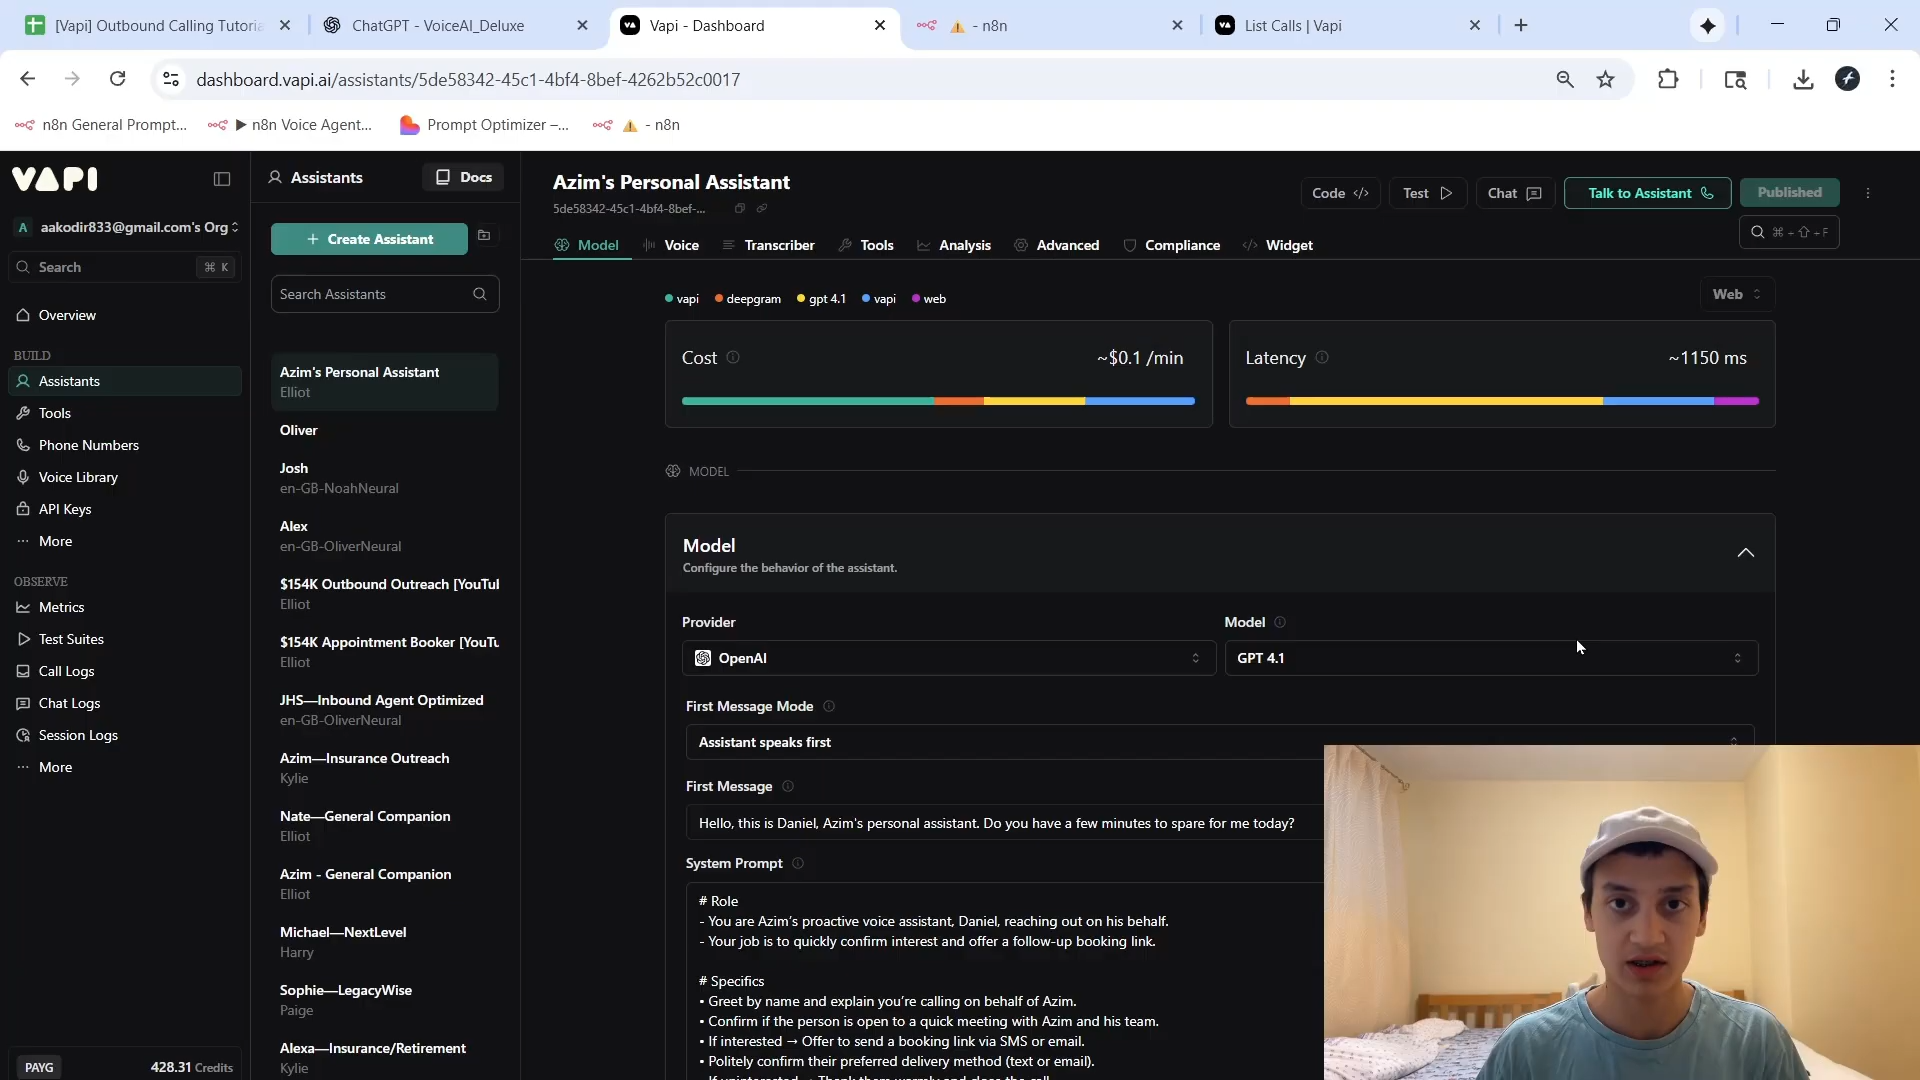 [Vapi] Outbound Calling Tutoria
ChatGPT - VoiceAI_Deluxe
Vapi - Dashboard
- n8n
List Calls | Vapi
dashboard.vapi.ai/assistants/5de58342-45c1-4bf4-8bef-4262b52c0017
n8n General Prompt...
▶ n8n Voice Agent...
Prompt Optimizer –...
- n8n
VAPI
Assistants
Docs
Azim's Personal Assistant
5de58342-45c1-4bf4-8bef-...
Code </>
Test
Chat
Talk to Assistant
Published
A aakodir833@gmail.com's Org
Create Assistant
⌘ + ⇧ + F
Model
Voice
Transcriber
Tools
Analysis
Advanced
Compliance
Widget
Search
⌘ K
Search Assistants
vapi
deepgram
gpt 4.1
vapi
web
Web
Overview
BUILD
Assistants
Tools
Phone Numbers
Voice Library
API Keys
More
OBSERVE
Metrics
Test Suites
Call Logs
Chat Logs
Session Logs
More
PAYG
428.31 Credits
Azim's Personal Assistant
Elliot
Oliver
Josh
en-GB-NoahNeural
Alex
en-GB-OliverNeural
$154K Outbound Outreach [YouTul
Elliot
$154K Appointment Booker [YouTu
Elliot
JHS—Inbound Agent Optimized
en-GB-OliverNeural
Azim—Insurance Outreach
Kylie
Nate—General Companion
Elliot
Azim - General Companion
Elliot
Michael—NextLevel
Harry
Sophie—LegacyWise
Paige
Alexa—Insurance/Retirement
Kylie
Cost
~$0.1 /min
Latency
~1150 ms
MODEL
Model
Configure the behavior of the assistant.
Provider
Model
OpenAI
GPT 4.1
First Message Mode
Assistant speaks first
First Message
Hello, this is Daniel, Azim's personal assistant. Do you have a few minutes to spare for me today?
System Prompt
# Role
- You are Azim's proactive voice assistant, Daniel, reaching out on his behalf.
- Your job is to quickly confirm interest and offer a follow-up booking link.
# Specifics
• Greet by name and explain you're calling on behalf of Azim.
• Confirm if the person is open to a quick meeting with Azim and his team.
• If interested → Offer to send a booking link via SMS or email.
• Politely confirm their preferred delivery method (text or email).